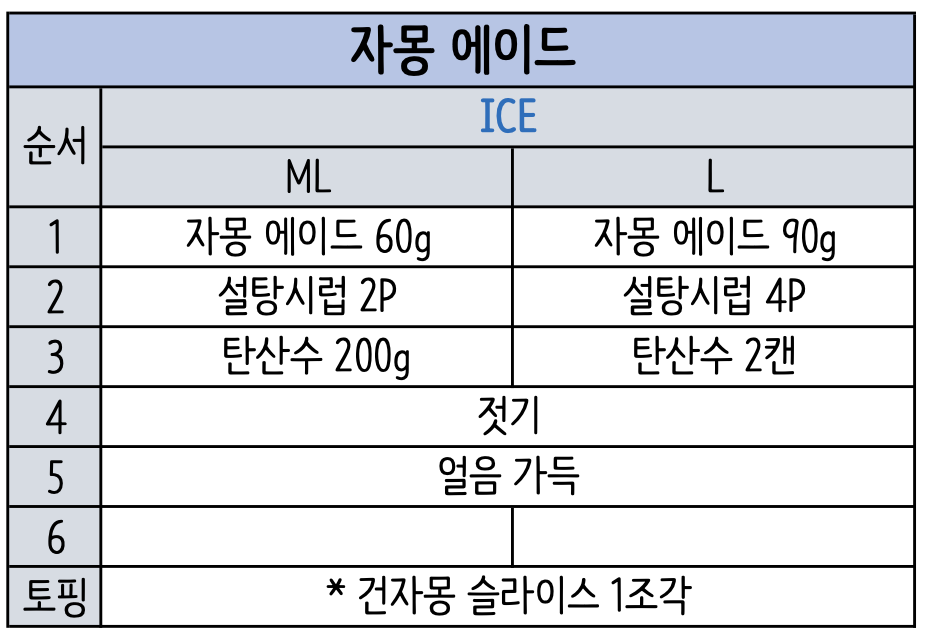 자몽 에이드
순서
ICE
ML L
1 자몽 에이드 60g 자몽 에이드 90g
2 설탕시럽 2P 설탕시럽 4P
3 탄산수 200g 탄산수 2캔
4 젓기
5 얼음 가득
6
토핑 * 건자몽 슬라이스 1조각